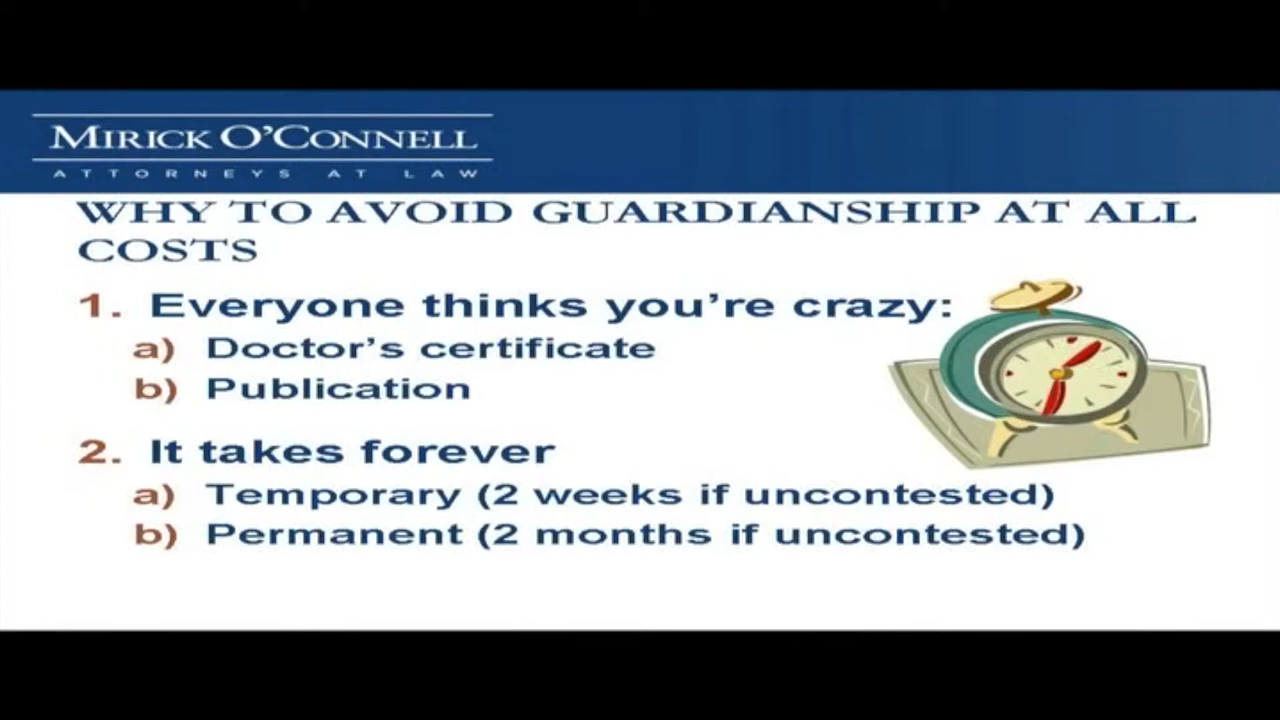 MIRICK O'CONNELL
ATTORNEYS AT LAW
WHY TO AVOID GUARDIANSHIP AT ALL
COSTS
1. Everyone thinks you're crazy:
a) Doctor's certificate
b) Publication
2. It takes forever
a) Temporary (2 weeks if uncontested)
b) Permanent (2 months if uncontested)